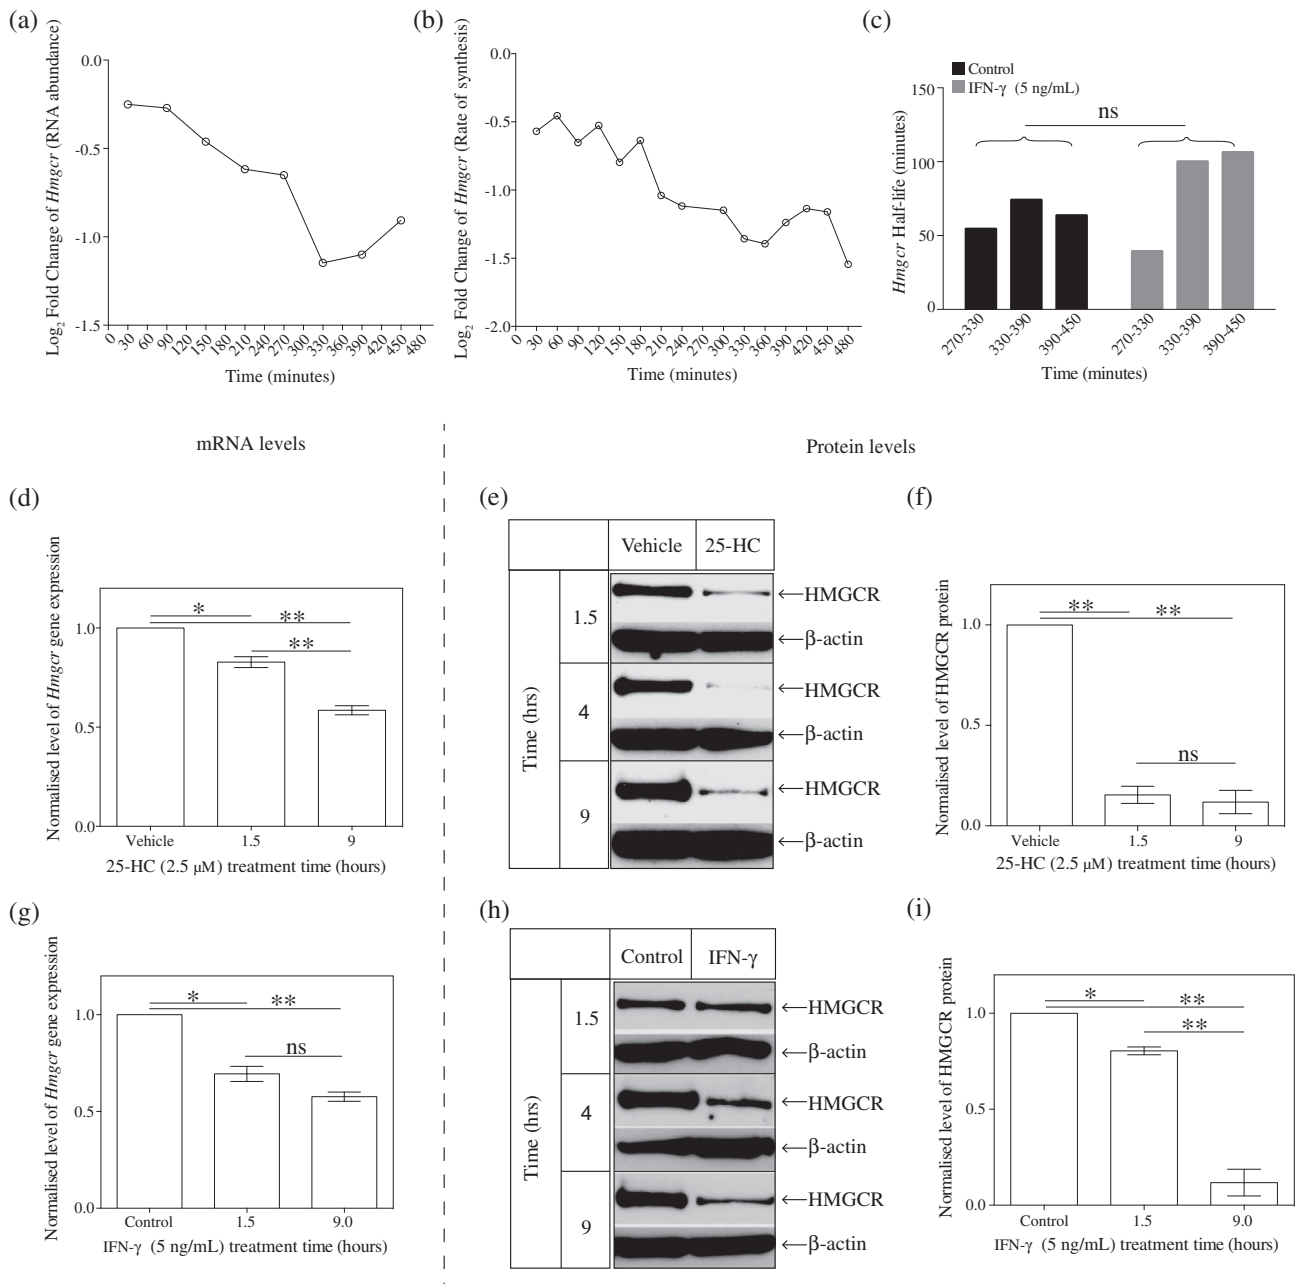 (a)
Log2 Fold Change of Hmgcr (RNA abundance)
0.0
-0.5
-1.0
-1.5
0 30 60 90 120 150 180 210 240 270 300 330 360 390 420 450 480
Time (minutes)
(b)
Log2 Fold Change of Hmgcr (Rate of synthesis)
0.0
-0.5
-1.0
-1.5
-2.0
0 30 60 90 120 150 180 210 240 300 330 360 390 420 450 480
Time (minutes)
(c)
Control
IFN-γ (5 ng/mL)
Hmgcr Half-life (minutes)
150
100
50
0
ns
270-330 330-390 390-450 270-330 330-390 390-450
Time (minutes)
mRNA levels
Protein levels
(d)
Normalised level of Hmgcr gene expression
1.0
0.5
0.0
* **
**
Vehicle 1.5 9
25-HC (2.5 μM) treatment time (hours)
(e)
Vehicle 25-HC
Time (hrs)
1.5
←HMGCR
←β-actin
4
←HMGCR
←β-actin
9
←HMGCR
←β-actin
(f)
Normalised level of HMGCR protein
1.0
0.5
0.0
** **
ns
Vehicle 1.5 9
25-HC (2.5 μM) treatment time (hours)
(g)
Normalised level of Hmgcr gene expression
1.0
0.5
0.0
* **
ns
Control 1.5 9.0
IFN-γ (5 ng/mL) treatment time (hours)
(h)
Control IFN-γ
Time (hrs)
1.5
←HMGCR
←β-actin
4
←HMGCR
←β-actin
9
←HMGCR
←β-actin
(i)
Normalised level of HMGCR protein
1.0
0.5
0.0
* **
**
Control 1.5 9.0
IFN-γ (5 ng/mL) treatment time (hours)